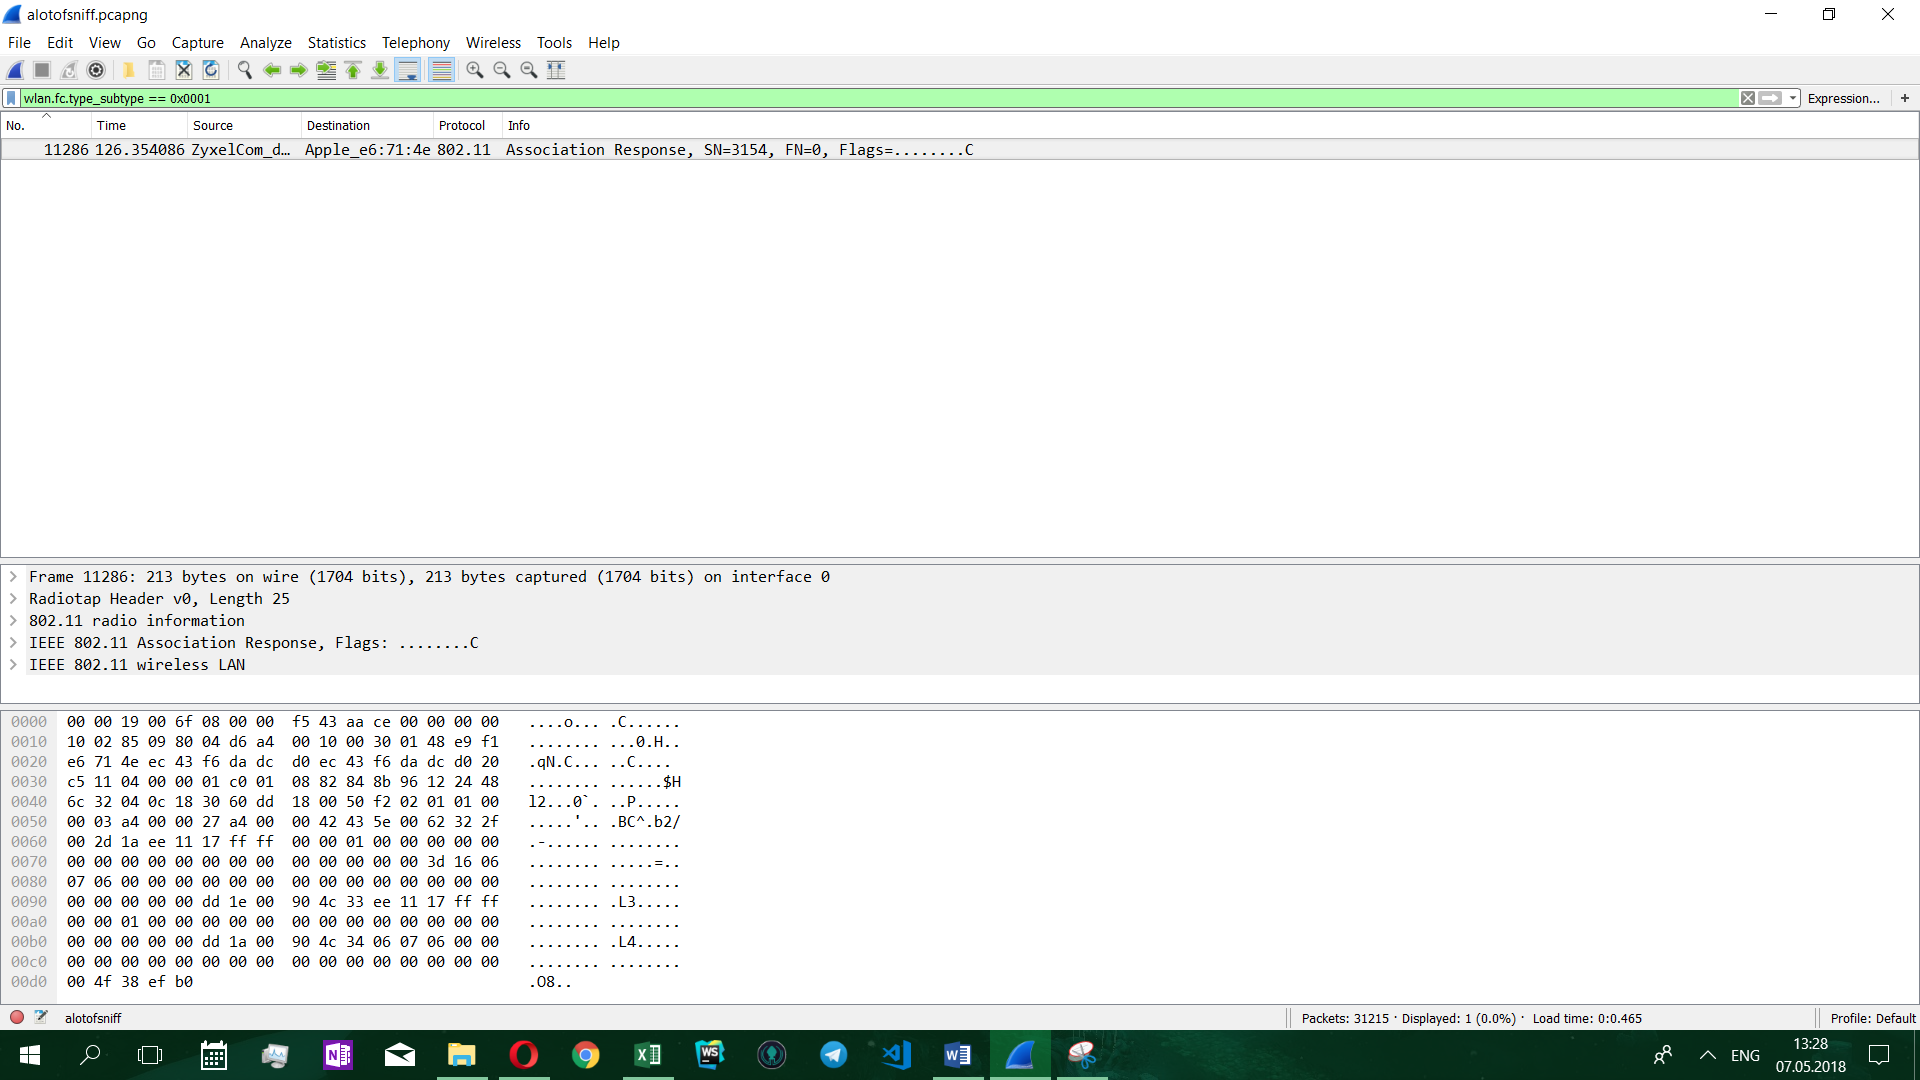 alotofsniff.pcapng
File Edit View Go Capture Analyze Statistics Telephony Wireless Tools Help
wlan.fc.type_subtype == 0x0001 Expression... +
No. Time Source Destination Protocol Info
11286 126.354086 ZyxelCom_d… Apple_e6:71:4e 802.11 Association Response, SN=3154, FN=0, Flags=........C
Frame 11286: 213 bytes on wire (1704 bits), 213 bytes captured (1704 bits) on interface 0
Radiotap Header v0, Length 25
802.11 radio information
IEEE 802.11 Association Response, Flags: ........C
IEEE 802.11 wireless LAN
0000 00 00 19 00 6f 08 00 00 f5 43 aa ce 00 00 00 00 ....o... .C......
0010 10 02 85 09 80 04 d6 a4 00 10 00 30 01 48 e9 f1 ........ ...0.H..
0020 e6 71 4e ec 43 f6 da dc d0 ec 43 f6 da dc d0 20 .qN.C... ..C....
0030 c5 11 04 00 00 01 c0 01 08 82 84 8b 96 12 24 48 ........ ......$H
0040 6c 32 04 0c 18 30 60 dd 18 00 50 f2 02 01 01 00 l2...0`. ..P.....
0050 00 03 a4 00 00 27 a4 00 00 42 43 5e 00 62 32 2f .....'.. .BC^.b2/
0060 00 2d 1a ee 11 17 ff ff 00 00 01 00 00 00 00 00 .-...... ........
0070 00 00 00 00 00 00 00 00 00 00 00 00 00 3d 16 06 ........ .....=..
0080 07 06 00 00 00 00 00 00 00 00 00 00 00 00 00 00 ........ ........
0090 00 00 00 00 00 dd 1e 00 90 4c 33 ee 11 17 ff ff ........ .L3.....
00a0 00 00 01 00 00 00 00 00 00 00 00 00 00 00 00 00 ........ ........
00b0 00 00 00 00 00 dd 1a 00 90 4c 34 06 07 06 00 00 ........ .L4.....
00c0 00 00 00 00 00 00 00 00 00 00 00 00 00 00 00 00 ........ ........
00d0 00 4f 38 ef b0 .O8..
alotofsniff Packets: 31215 · Displayed: 1 (0.0%) · Load time: 0:0.465 Profile: Default
ENG 13:28
07.05.2018